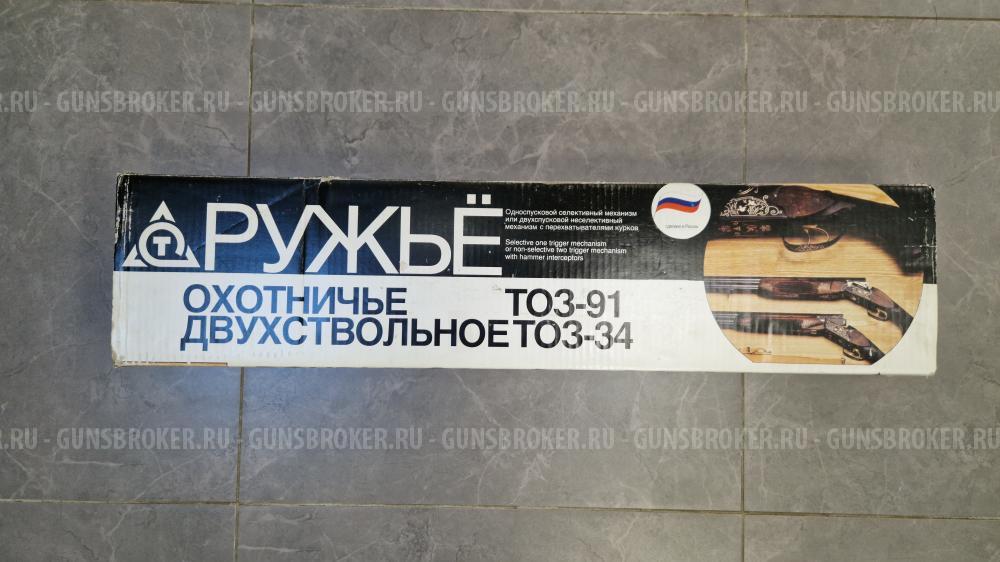 .RU - GUNSBROKER.RU - GUNSBROKER.RU - GUNSBROKER.RU - GUNSBROKER.RU - GUNSBROKER
РУЖЬЁ
Односпусковой селективный механизм
или двухспусковой неселективный
механизм с перехватывателями курков
Selective one trigger mechanism
or non-selective two trigger mechanism
with hammer interceptors
сделано в России
Т
ОХОТНИЧЬЕ
ДВУХСТВОЛЬНОЕ
ТОЗ-91
ТОЗ-34
.RU - GUNSBROKER.RU - GUNSBROKER.RU - GUNSBROKER.RU - GUNSBROKER.RU - GUNSBROKER